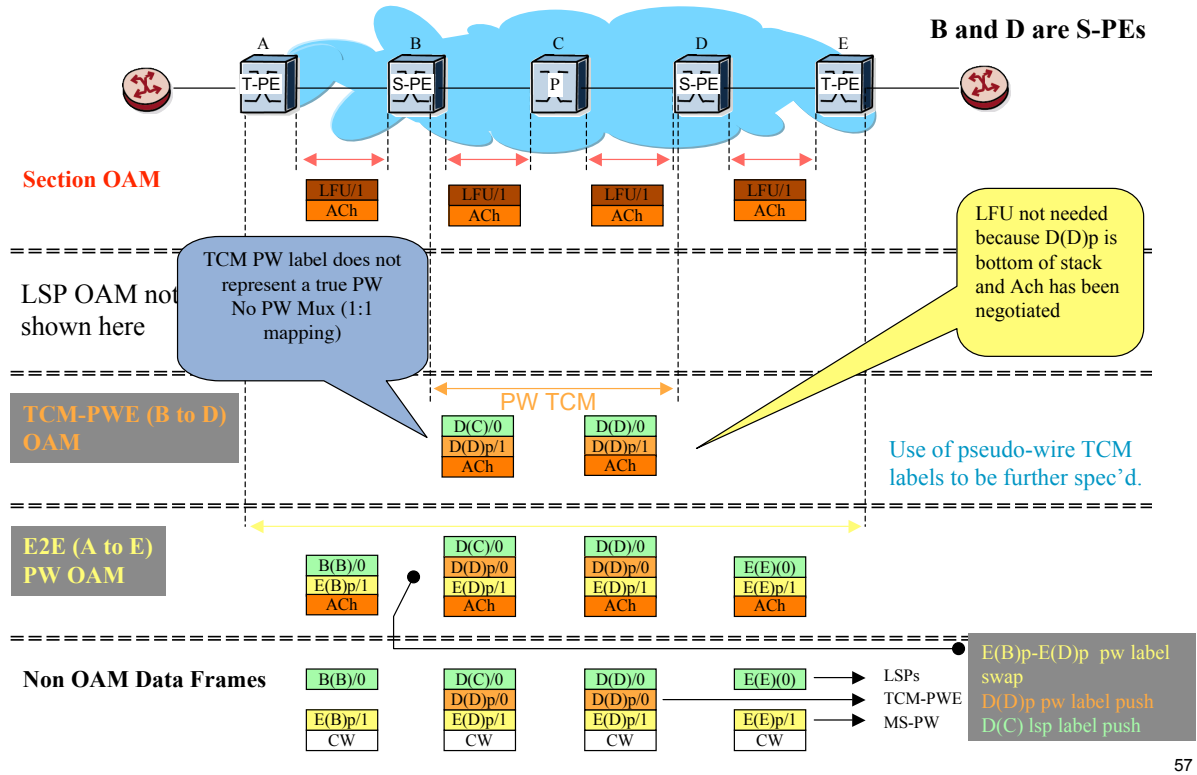 B and D are S-PEs
A
B
C
D
E
T-PE
S-PE
P
S-PE
T-PE
Section OAM
LFU/1
ACh
LFU/1
ACh
LFU/1
ACh
LFU/1
ACh
LFU not needed
because D(D)p is
bottom of stack
and Ach has been
negotiated
TCM PW label does not
represent a true PW
No PW Mux (1:1
mapping)
LSP OAM not
shown here
PW TCM
TCM-PWE (B to D)
OAM
D(C)/0
D(D)p/1
ACh
D(D)/0
D(D)p/1
ACh
Use of pseudo-wire TCM
labels to be further spec’d.
E2E (A to E)
PW OAM
B(B)/0
E(B)p/1
ACh
D(C)/0
D(D)p/0
E(D)p/1
ACh
D(D)/0
D(D)p/0
E(D)p/1
ACh
E(E)(0)
E(E)p/1
ACh
Non OAM Data Frames
B(B)/0
E(B)p/1
CW
D(C)/0
D(D)p/0
E(D)p/1
CW
D(D)/0
D(D)p/0
E(D)p/1
CW
E(E)(0)
E(E)p/1
CW
LSPs
TCM-PWE
MS-PW
E(B)p-E(D)p pw label
swap
D(D)p pw label push
D(C) lsp label push
57